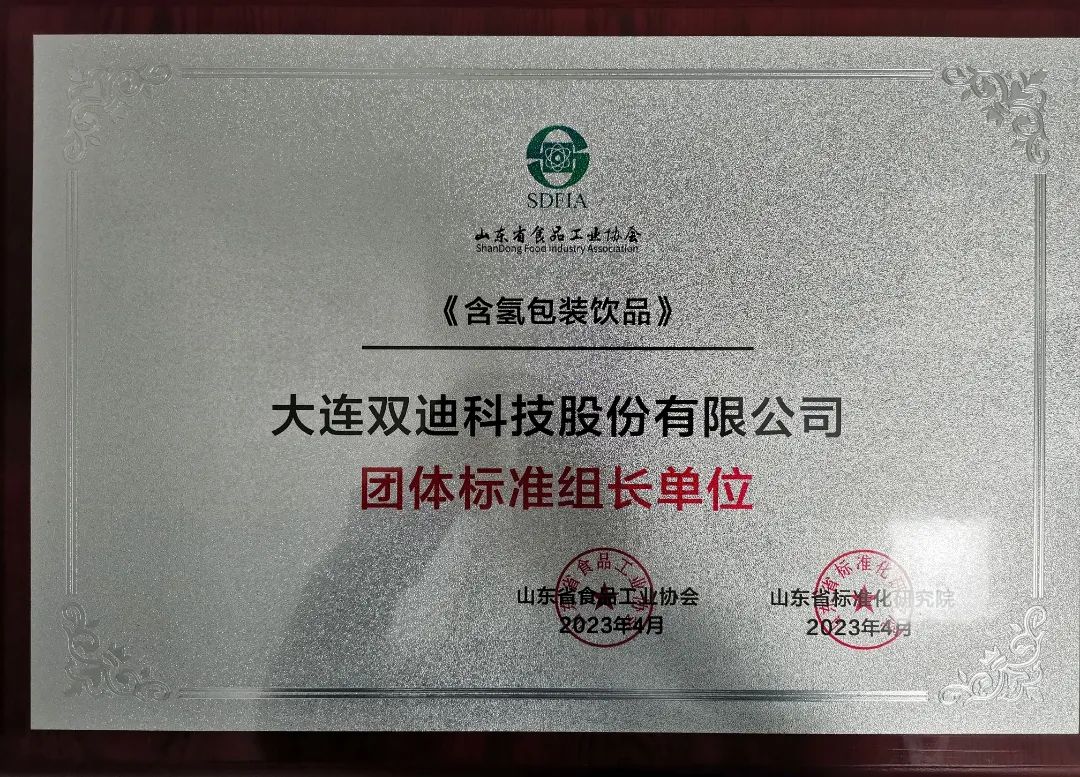 SDFIA
山东省食品工业协会
ShanDong Food Industry Association
《含氢包装饮品》
大连双迪科技股份有限公司
团体标准组长单位
山东省食品工业协会
2023年4月
山东省标准化研究院
2023年4月